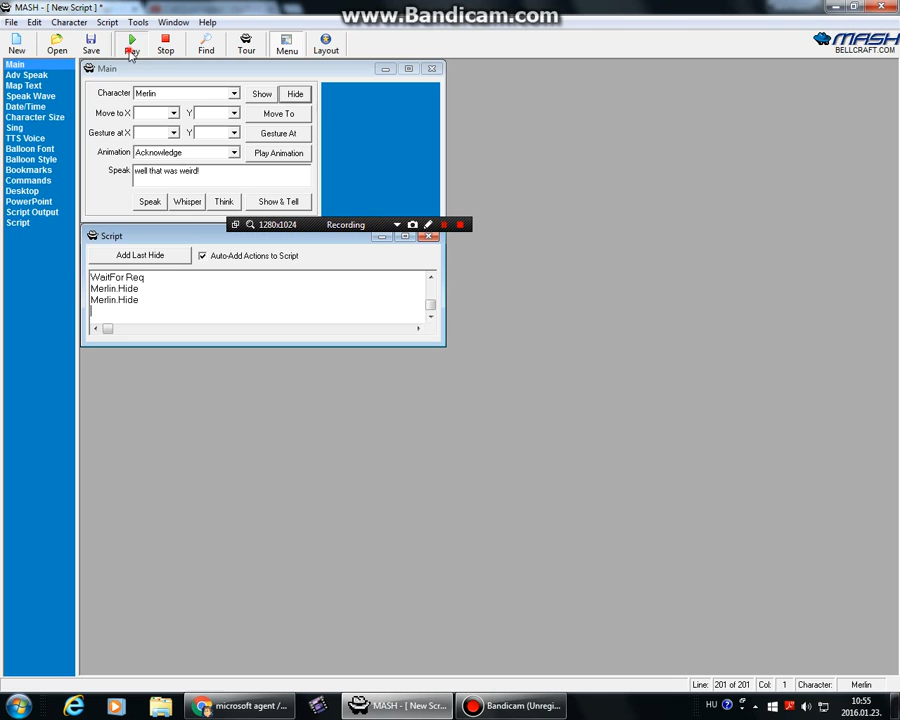 MASH - [ New Script ] *
www.Bandicam.com
File Edit Character Script Tools Window Help
New Open Save Play Stop Find Tour Menu Layout
MASH
BELLCRAFT.COM
Main
Adv Speak
Map Text
Speak Wave
Date/Time
Character Size
Sing
TTS Voice
Balloon Font
Balloon Style
Bookmarks
Commands
Desktop
PowerPoint
Script Output
Script
Main
Character Merlin Show Hide
Move to X Y Move To
Gesture at X Y Gesture At
Animation Acknowledge Play Animation
Speak well that was weird!
Speak Whisper Think Show & Tell
1280x1024 Recording
Script
Add Last Hide Auto-Add Actions to Script
WaitFor Req
Merlin.Hide
Merlin.Hide
Line: 201 of 201 Col: 1 Character: Merlin
microsoft agent /... MASH - [ New Scr... Bandicam (Unregi... HU 10:55
2016.01.23.